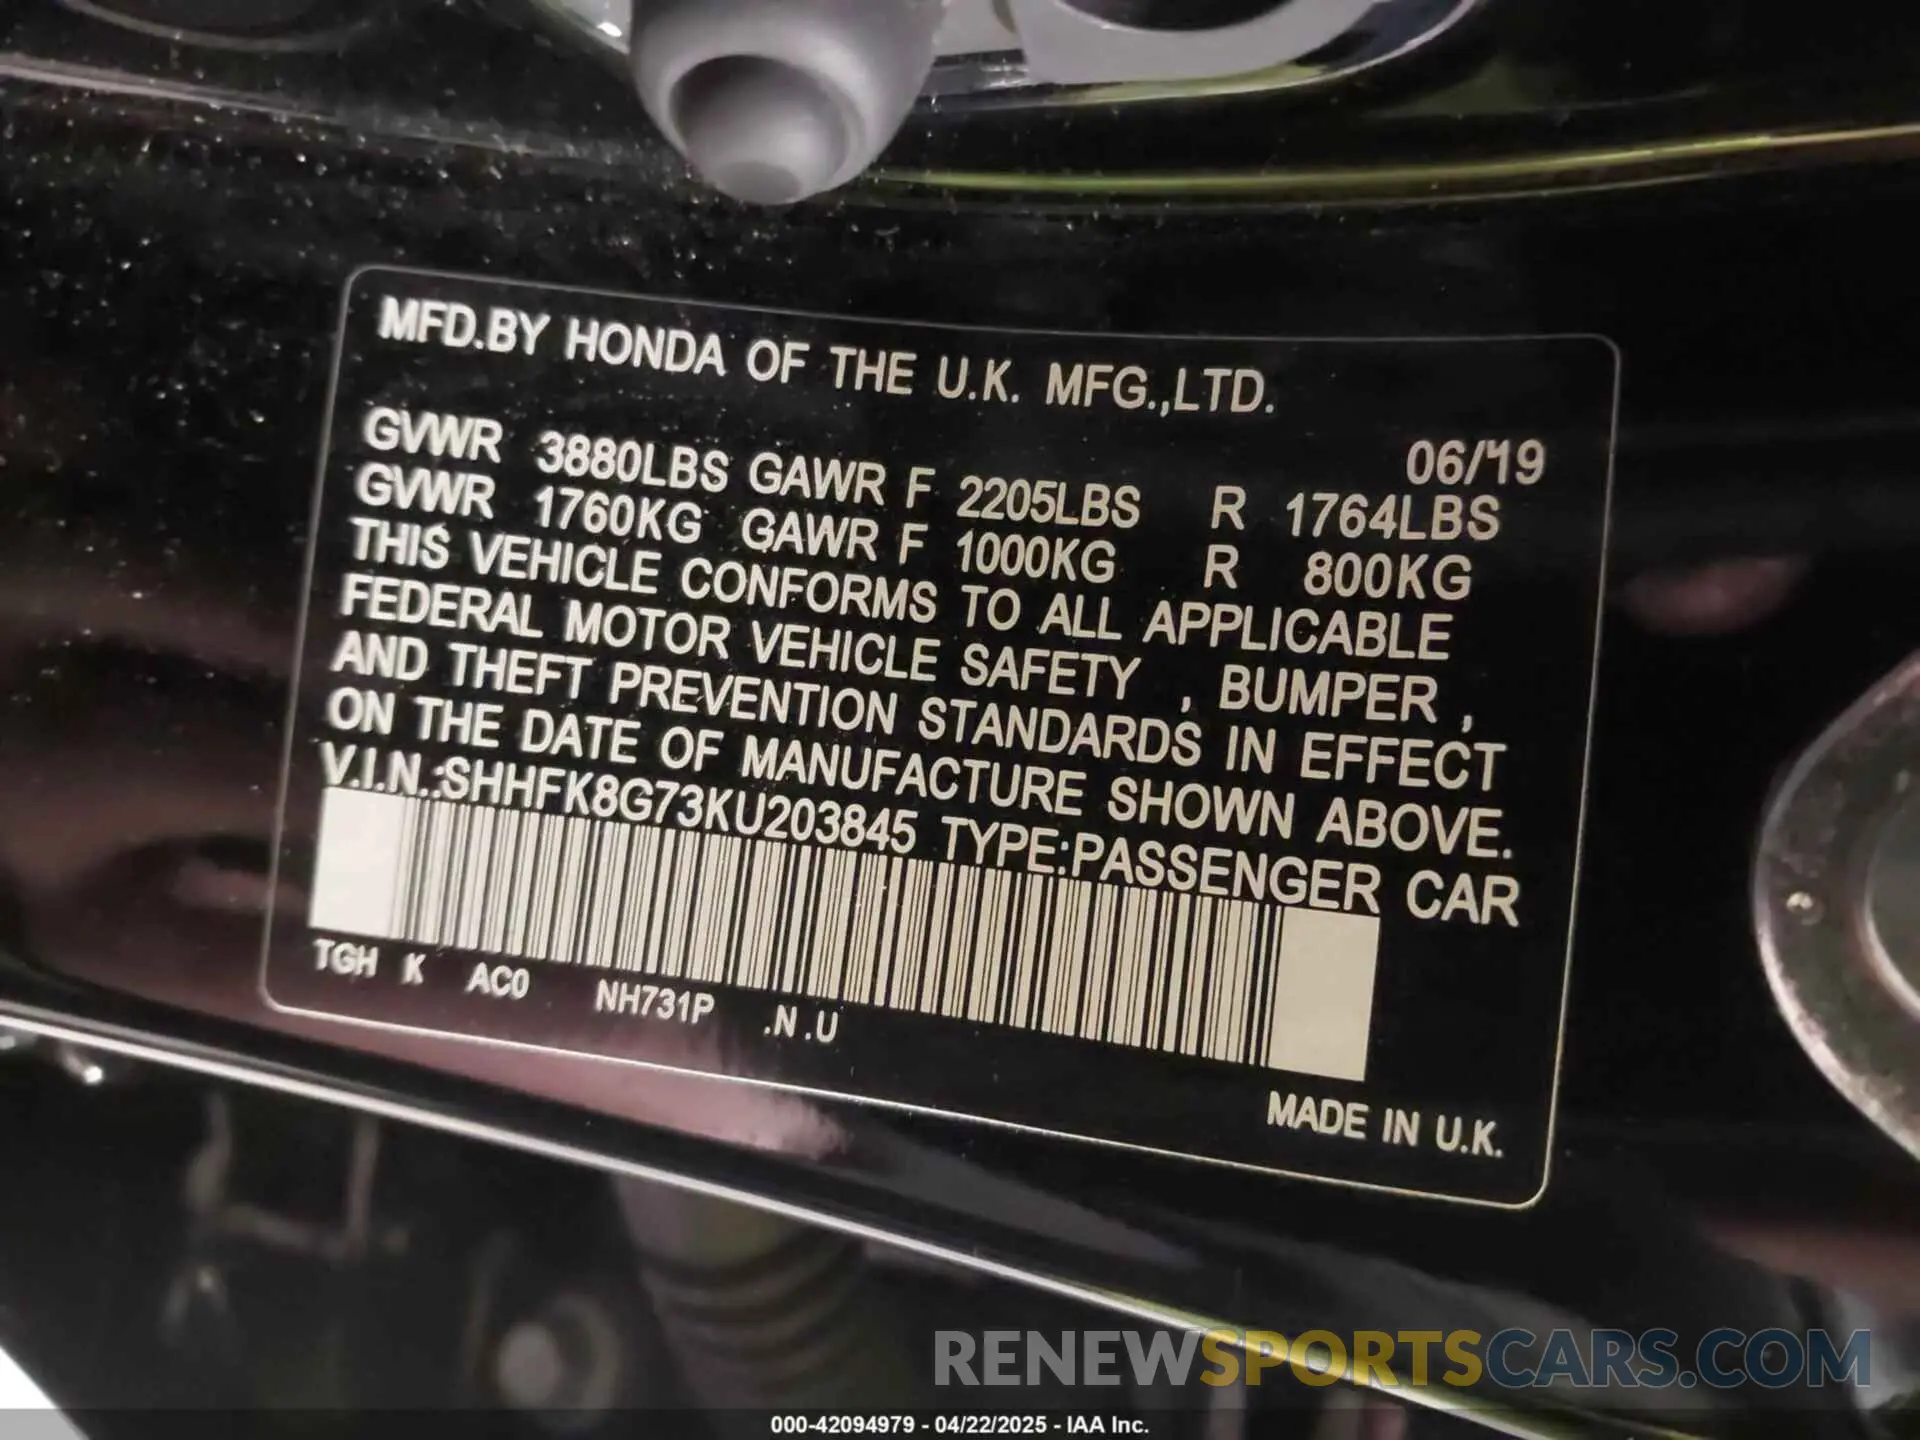 MFD.BY HONDA OF THE U.K. MFG.,LTD.
06/'19
GVWR 3880LBS GAWR F 2205LBS R 1764LBS
GVWR 1760KG GAWR F 1000KG R 800KG
THIS VEHICLE CONFORMS TO ALL APPLICABLE
FEDERAL MOTOR VEHICLE SAFETY , BUMPER ,
AND THEFT PREVENTION STANDARDS IN EFFECT
ON THE DATE OF MANUFACTURE SHOWN ABOVE.
V.I.N.:SHHFK8G73KU203845 TYPE:PASSENGER CAR
TGH K AC0 NH731P .N .U
MADE IN U.K.
RENEWSPORTSCARS.COM
000-42094979 - 04/22/2025 - IAA Inc.